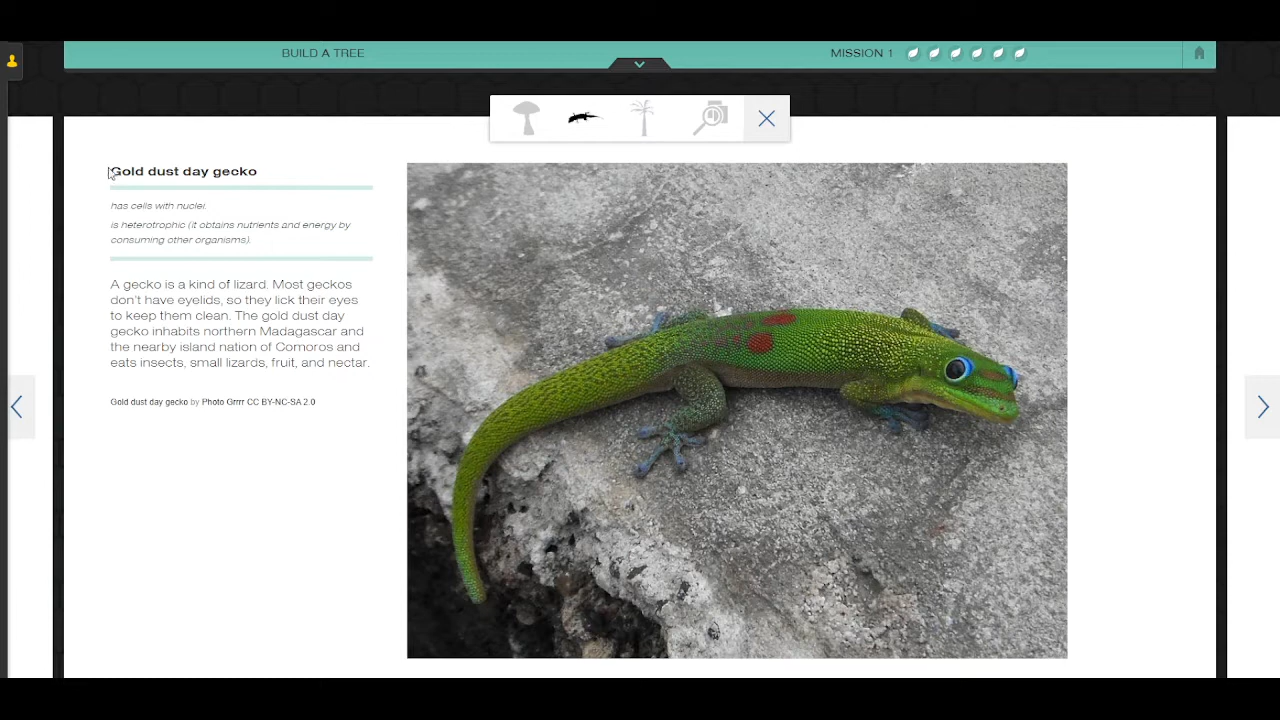 BUILD A TREE
MISSION 1
Gold dust day gecko
has cells with nuclei.
is heterotrophic (it obtains nutrients and energy by
consuming other organisms).
A gecko is a kind of lizard. Most geckos
don't have eyelids, so they lick their eyes
to keep them clean. The gold dust day
gecko inhabits northern Madagascar and
the nearby island nation of Comoros and
eats insects, small lizards, fruit, and nectar.
Gold dust day gecko by Photo Grrrr CC BY-NC-SA 2.0